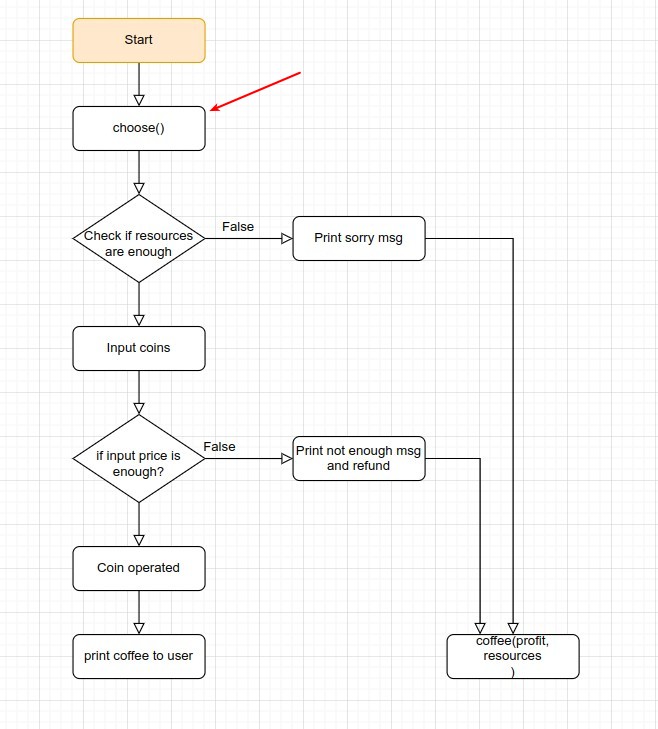 Start
choose()
Check if resources
are enough
False
Print sorry msg
Input coins
if input price is
enough?
False
Print not enough msg
and refund
Coin operated
print coffee to user
coffee(profit,
resources
)